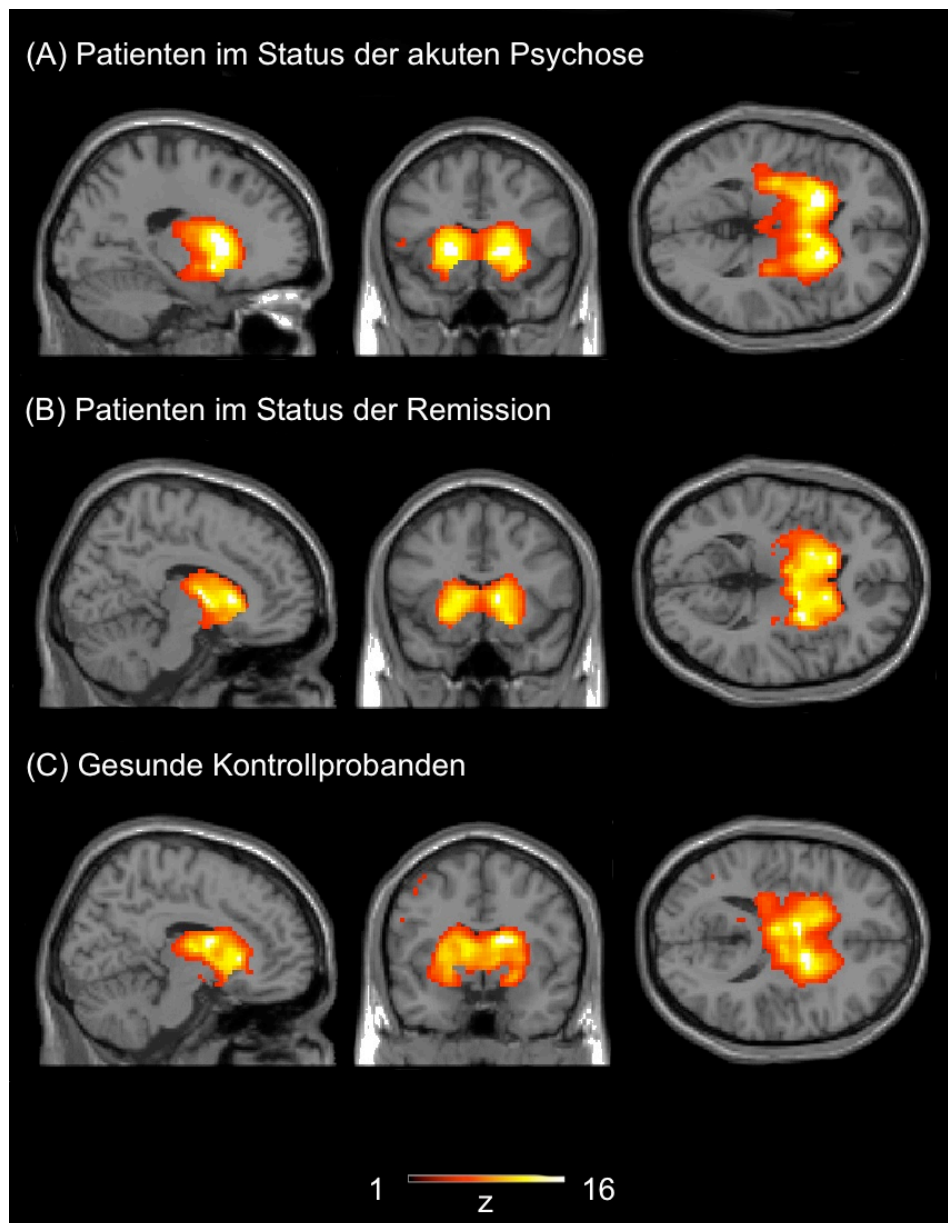 (A) Patienten im Status der akuten Psychose
(B) Patienten im Status der Remission
(C) Gesunde Kontrollprobanden
1 16
z